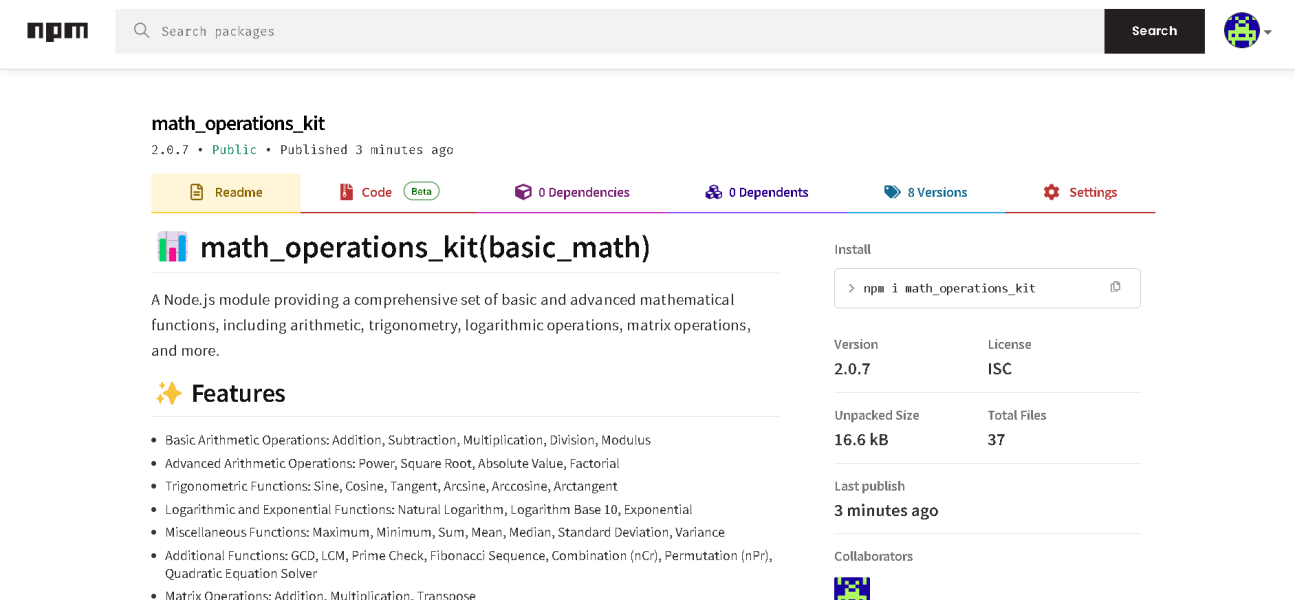 npm
Search packages
Search
math_operations_kit
2.0.7 • Public • Published 3 minutes ago
Readme
Code Beta
0 Dependencies
0 Dependents
8 Versions
Settings
math_operations_kit(basic_math)
A Node.js module providing a comprehensive set of basic and advanced mathematical
functions, including arithmetic, trigonometry, logarithmic operations, matrix operations,
and more.
Features
• Basic Arithmetic Operations: Addition, Subtraction, Multiplication, Division, Modulus
• Advanced Arithmetic Operations: Power, Square Root, Absolute Value, Factorial
• Trigonometric Functions: Sine, Cosine, Tangent, Arcsine, Arccosine, Arctangent
• Logarithmic and Exponential Functions: Natural Logarithm, Logarithm Base 10, Exponential
• Miscellaneous Functions: Maximum, Minimum, Sum, Mean, Median, Standard Deviation, Variance
• Additional Functions: GCD, LCM, Prime Check, Fibonacci Sequence, Combination (nCr), Permutation (nPr),
Quadratic Equation Solver
• Matrix Operations: Addition, Multiplication, Transpose
Install
> npm i math_operations_kit
Version
2.0.7
License
ISC
Unpacked Size
16.6 kB
Total Files
37
Last publish
3 minutes ago
Collaborators